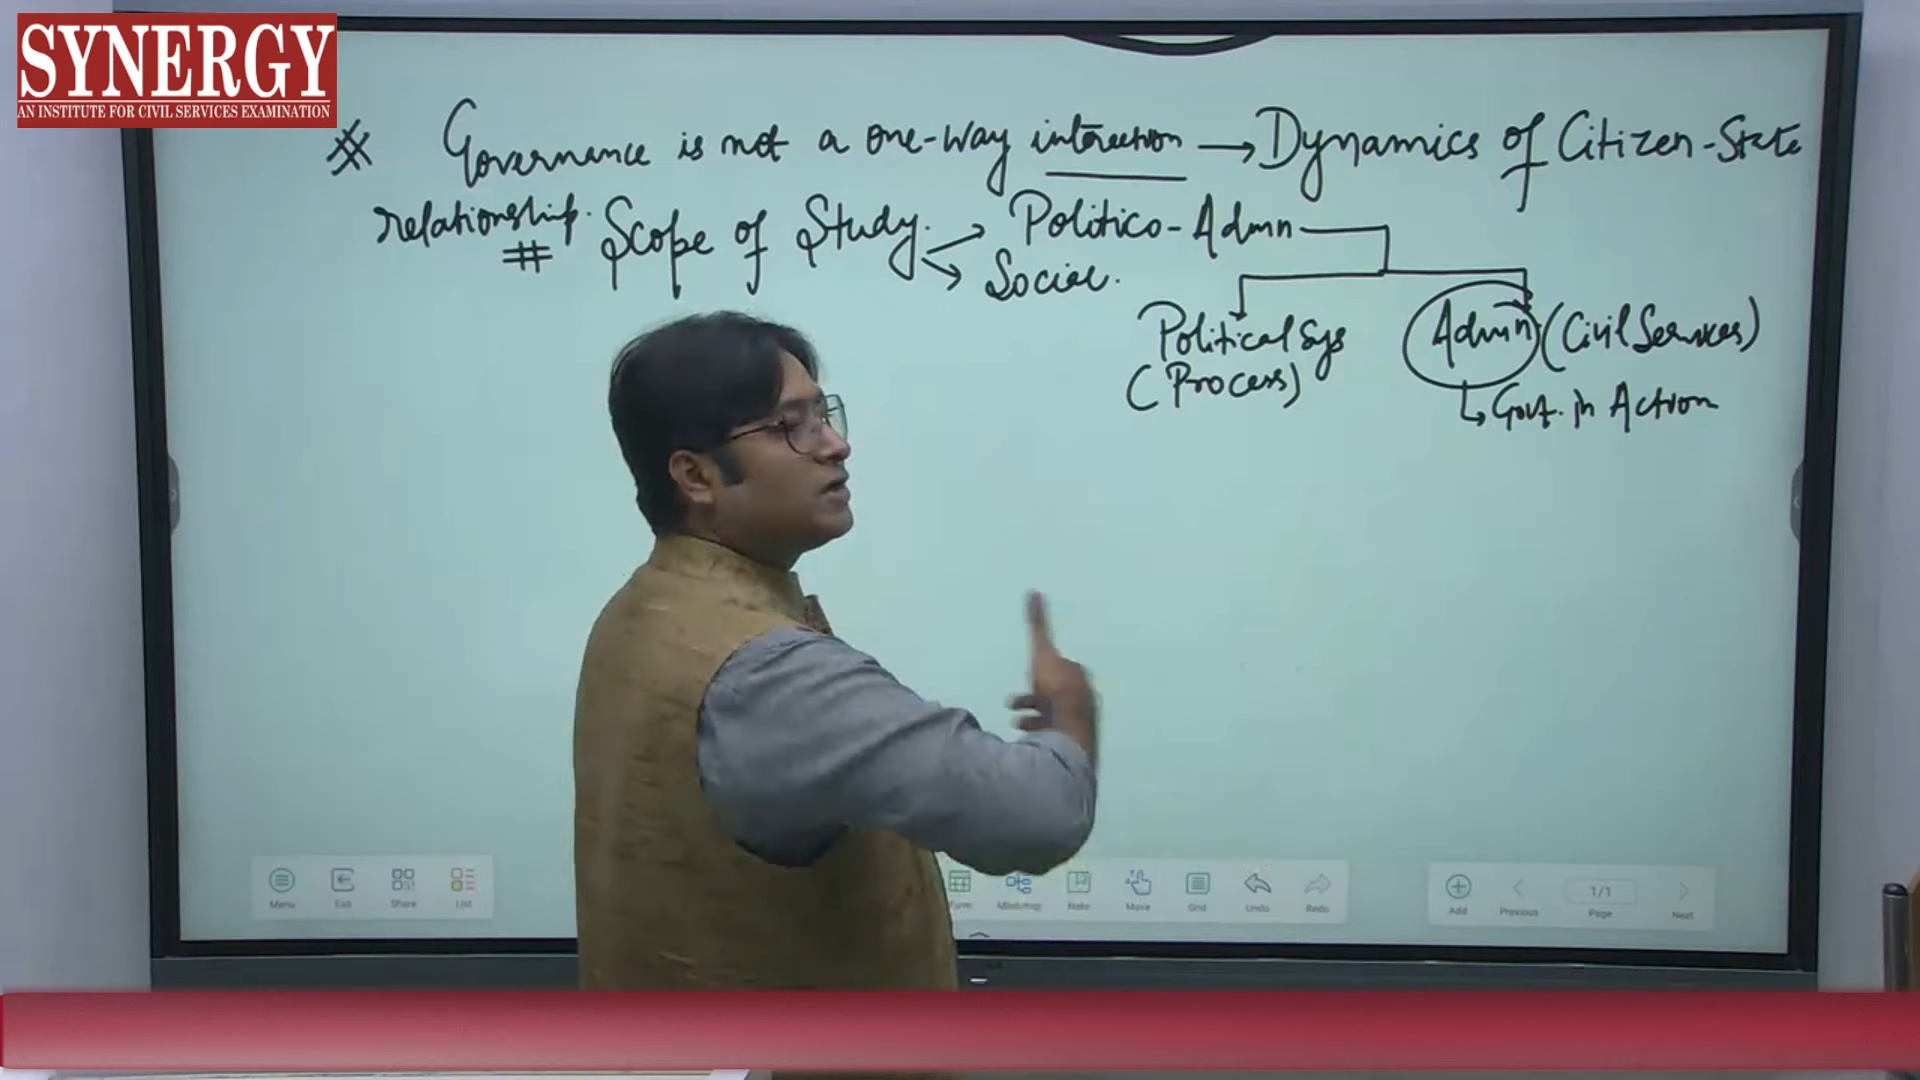 SYNERGY
AN INSTITUTE FOR CIVIL SERVICES EXAMINATION
# Governance is not a one-way interaction → Dynamics of Citizen-State
relationship.
# Scope of Study. → Politico-Admn
→ Social.
Political Sys
(Process)
Admn (Civil Services)
↳ Govt. in Action
Menu
Exit
Share
List
Form
Mindmap
Note
Move
Grid
Undo
Redo
Add
Previous
1/1
Page
Next